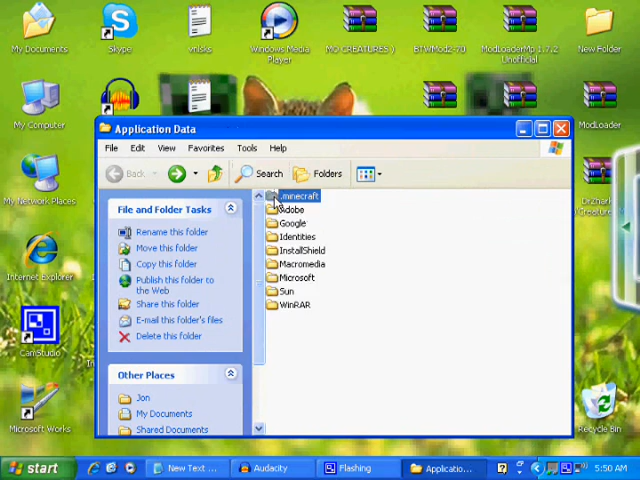 My Documents
Skype
vnlsks
Windows Media
Player
MO CREATURES )
BTWMod2-70
ModLoaderMp 1.7.2
Unofficial
New Folder
My Computer
ModLoader
My Network Places
Internet Explorer
CamStudio
Microsoft Works
DrZhark
Creature
Recycle Bin
Application Data
File Edit View Favorites Tools Help
Back Search Folders
File and Folder Tasks
Rename this folder
Move this folder
Copy this folder
Publish this folder to
the Web
Share this folder
E-mail this folder's files
Delete this folder
Other Places
Jon
My Documents
Shared Documents
.minecraft
Adobe
Google
Identities
InstallShield
Macromedia
Microsoft
Sun
WinRAR
start
New Text ...
Audacity
Flashing
Applicatio...
5:50 AM